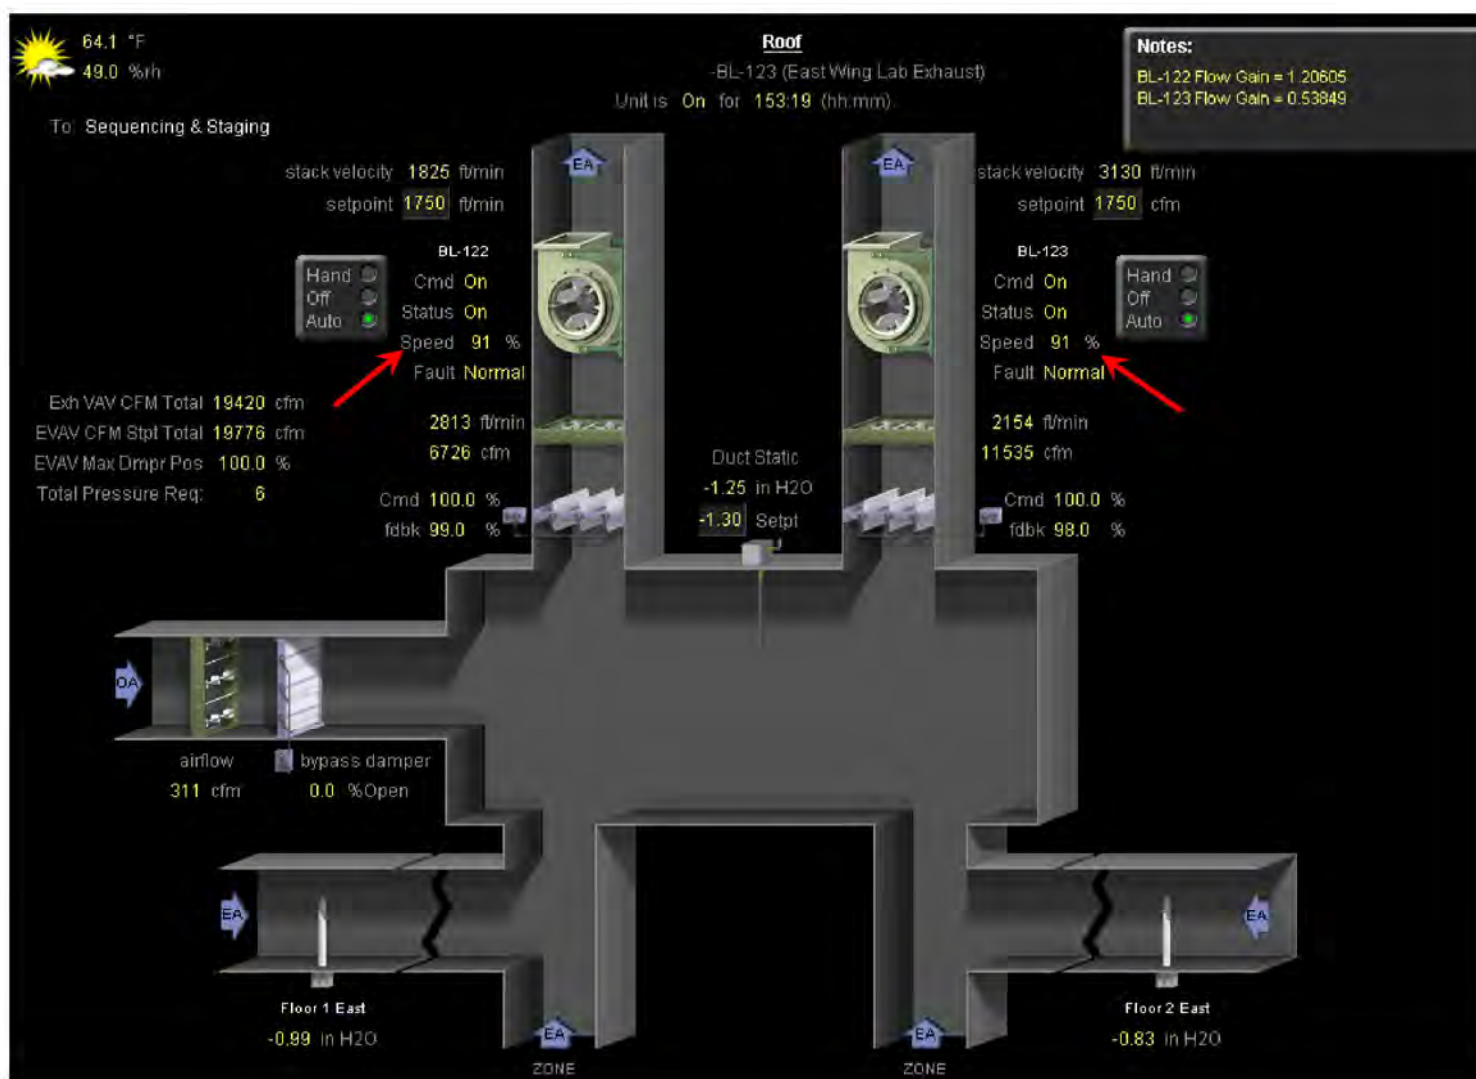 64.1 °F
49.0 %rh
To: Sequencing & Staging
Roof
-BL-123 (East Wing Lab Exhaust)
Unit is On for 153:19 (hh:mm)
Notes:
BL-122 Flow Gain = 1.20605
BL-123 Flow Gain = 0.53849
stack velocity 1825 ft/min
setpoint 1750 ft/min
BL-122
Hand
Off
Auto
Cmd On
Status On
Speed 91 %
Fault Normal
2813 ft/min
6726 cfm
Cmd 100.0 %
fdbk 99.0 %
Exh VAV CFM Total 19420 cfm
EVAV CFM Stpt Total 19776 cfm
EVAV Max Dmpr Pos 100.0 %
Total Pressure Req: 6
EA
EA
stack velocity 3130 ft/min
setpoint 1750 cfm
BL-123
Cmd On
Status On
Speed 91 %
Fault Normal
Hand
Off
Auto
2154 ft/min
11535 cfm
Cmd 100.0 %
fdbk 98.0 %
Duct Static
-1.25 in H2O
-1.30 Setpt
OA
airflow
311 cfm
bypass damper
0.0 %Open
EA
Floor 1 East
-0.99 in H2O
EA
ZONE
EA
ZONE
EA
Floor 2 East
-0.83 in H2O